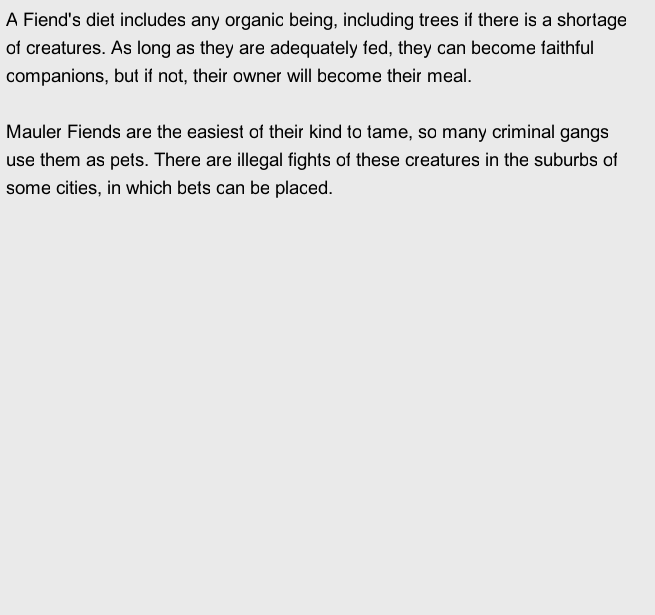 A Fiend's diet includes any organic being, including trees if there is a shortage
of creatures. As long as they are adequately fed, they can become faithful
companions, but if not, their owner will become their meal.

Mauler Fiends are the easiest of their kind to tame, so many criminal gangs
use them as pets. There are illegal fights of these creatures in the suburbs of
some cities, in which bets can be placed.